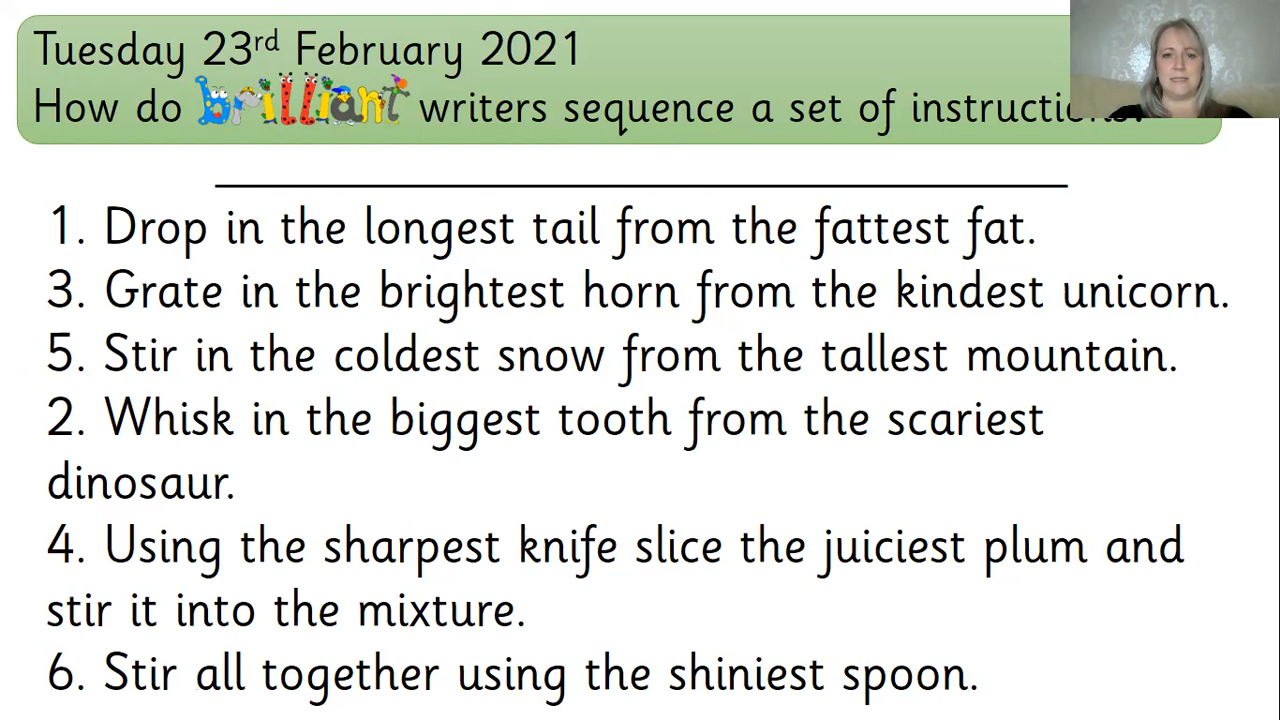 Tuesday 23rd February 2021
How do brilliant writers sequence a set of instructions?
1. Drop in the longest tail from the fattest fat.
3. Grate in the brightest horn from the kindest unicorn.
5. Stir in the coldest snow from the tallest mountain.
2. Whisk in the biggest tooth from the scariest
dinosaur.
4. Using the sharpest knife slice the juiciest plum and
stir it into the mixture.
6. Stir all together using the shiniest spoon.